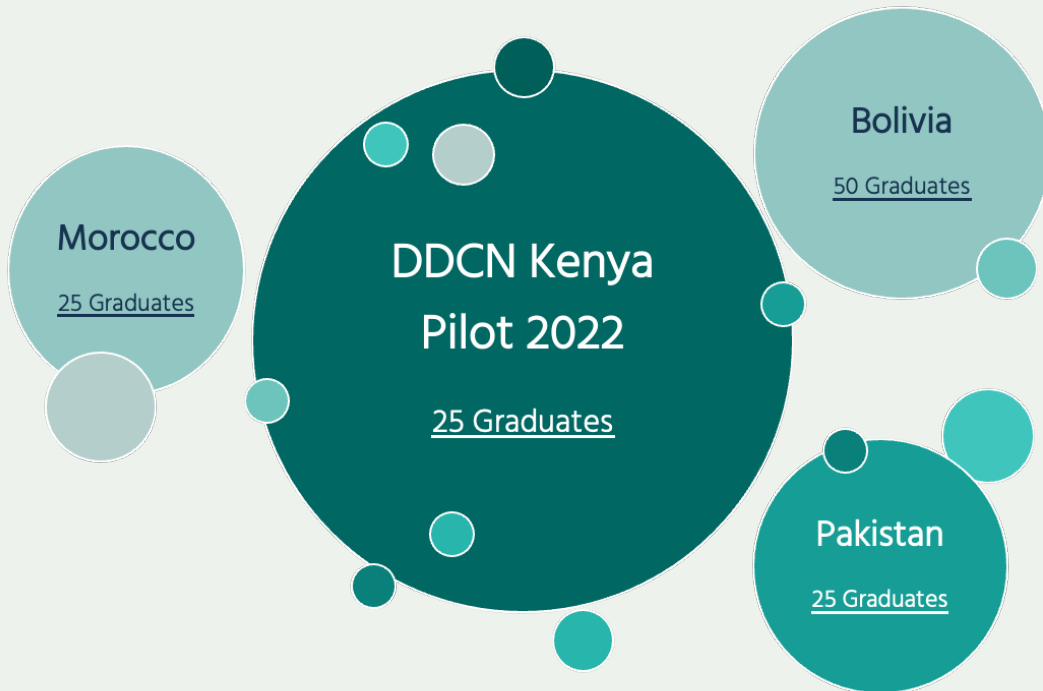 Morocco
25 Graduates
DDCN Kenya
Pilot 2022
25 Graduates
Bolivia
50 Graduates
Pakistan
25 Graduates